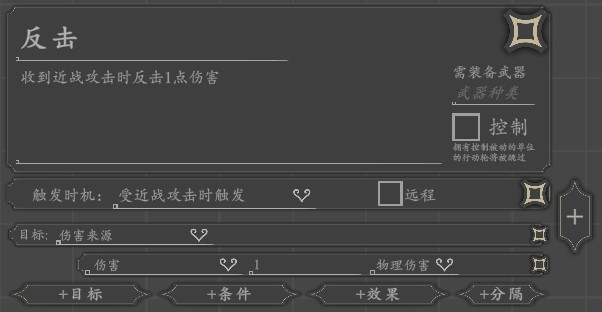 反击
收到近战攻击时反击1点伤害
需装备武器
武器种类
控制
拥有控制被动的单位
的行动轮将被跳过
触发时机： 受近战攻击时触发 远程
+
目标: 伤害来源
伤害 1 物理伤害
+目标 +条件 +效果 +分隔